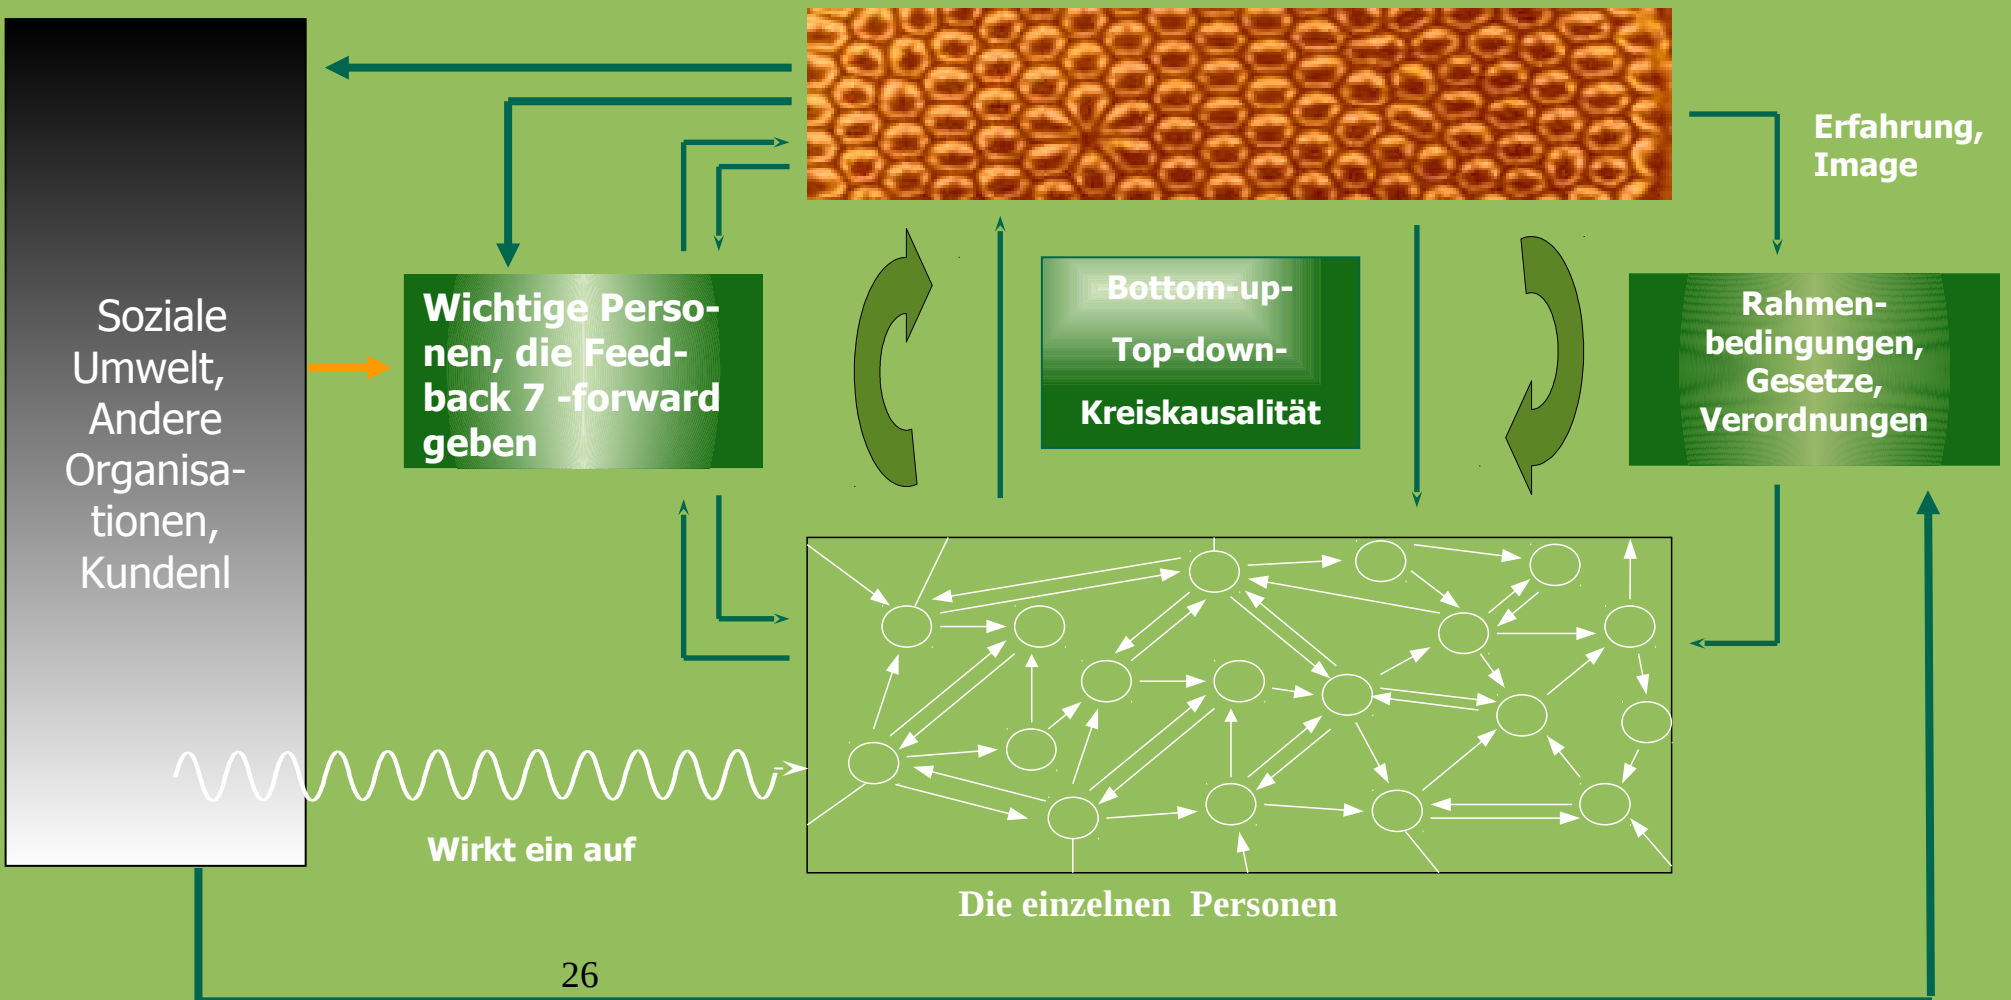 Erfahrung,
Image
Soziale
Umwelt,
Andere
Organisa-
tionen,
Kundenl
Wichtige Perso-
nen, die Feed-
back 7 -forward
geben
Bottom-up-
Top-down-
Kreiskausalität
Rahmen-
bedingungen,
Gesetze,
Verordnungen
Wirkt ein auf
Die einzelnen Personen
26